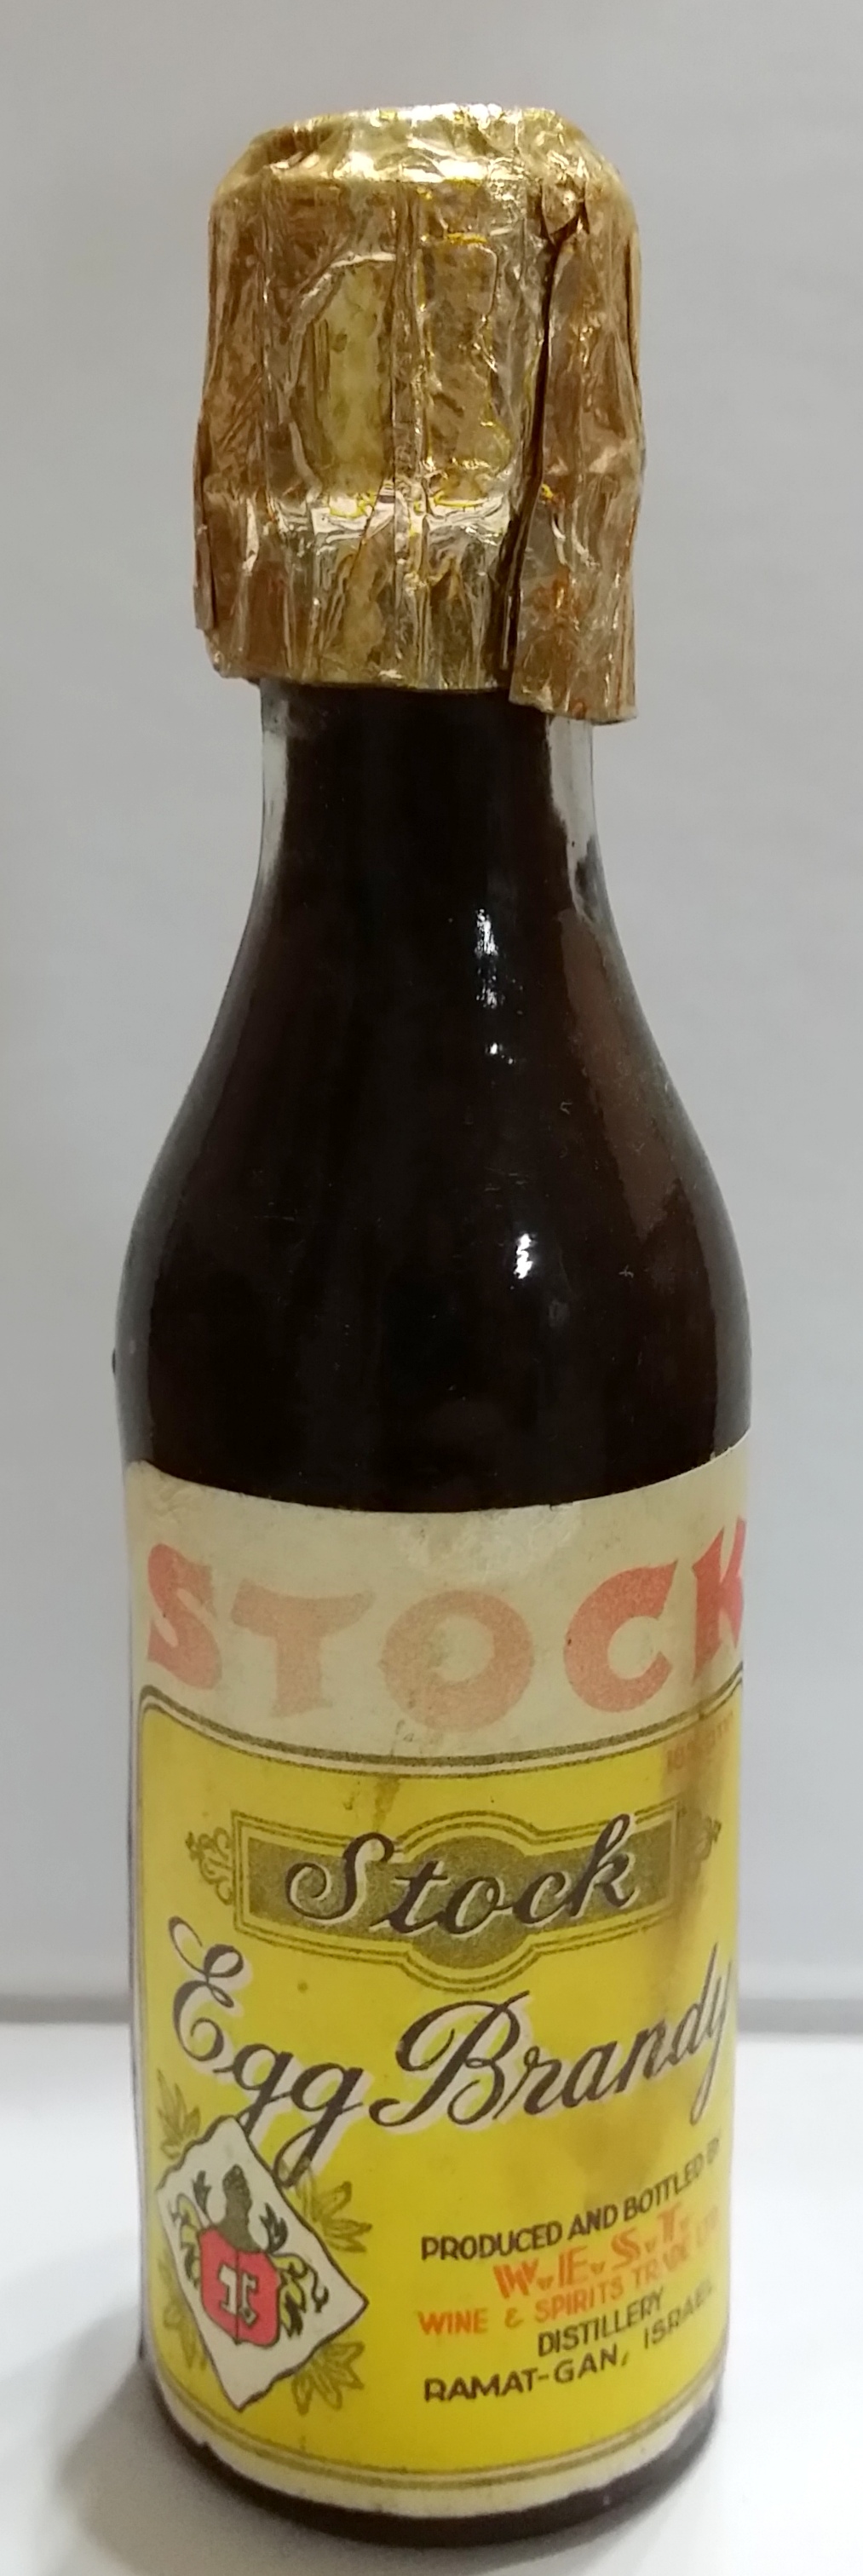 STOCK
Stock
Egg Brandy
PRODUCED AND BOTTLED BY
W.E.S.T.
WINE & SPIRITS TRADE LTD.
DISTILLERY
RAMAT-GAN, ISRAEL